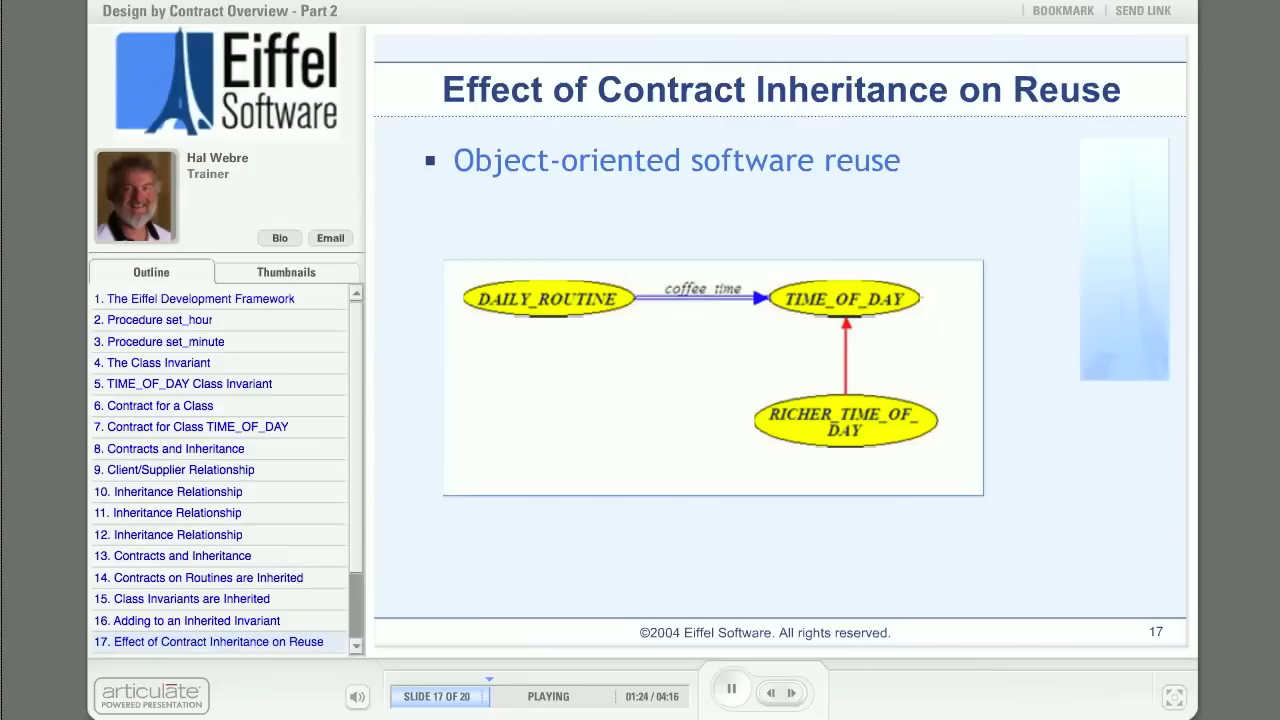 Design by Contract Overview - Part 2
BOOKMARK
SEND LINK
Eiffel
Software
Hal Webre
Trainer
Bio
Email
Outline
Thumbnails
1. The Eiffel Development Framework
2. Procedure set_hour
3. Procedure set_minute
4. The Class Invariant
5. TIME_OF_DAY Class Invariant
6. Contract for a Class
7. Contract for Class TIME_OF_DAY
8. Contracts and Inheritance
9. Client/Supplier Relationship
10. Inheritance Relationship
11. Inheritance Relationship
12. Inheritance Relationship
13. Contracts and Inheritance
14. Contracts on Routines are Inherited
15. Class Invariants are Inherited
16. Adding to an Inherited Invariant
17. Effect of Contract Inheritance on Reuse
Effect of Contract Inheritance on Reuse
Object-oriented software reuse
DAILY_ROUTINE
coffee_time
TIME_OF_DAY
RICHER_TIME_OF_
DAY
©2004 Eiffel Software. All rights reserved.
17
articulate
POWERED PRESENTATION
SLIDE 17 OF 20
PLAYING
01:24 / 04:16